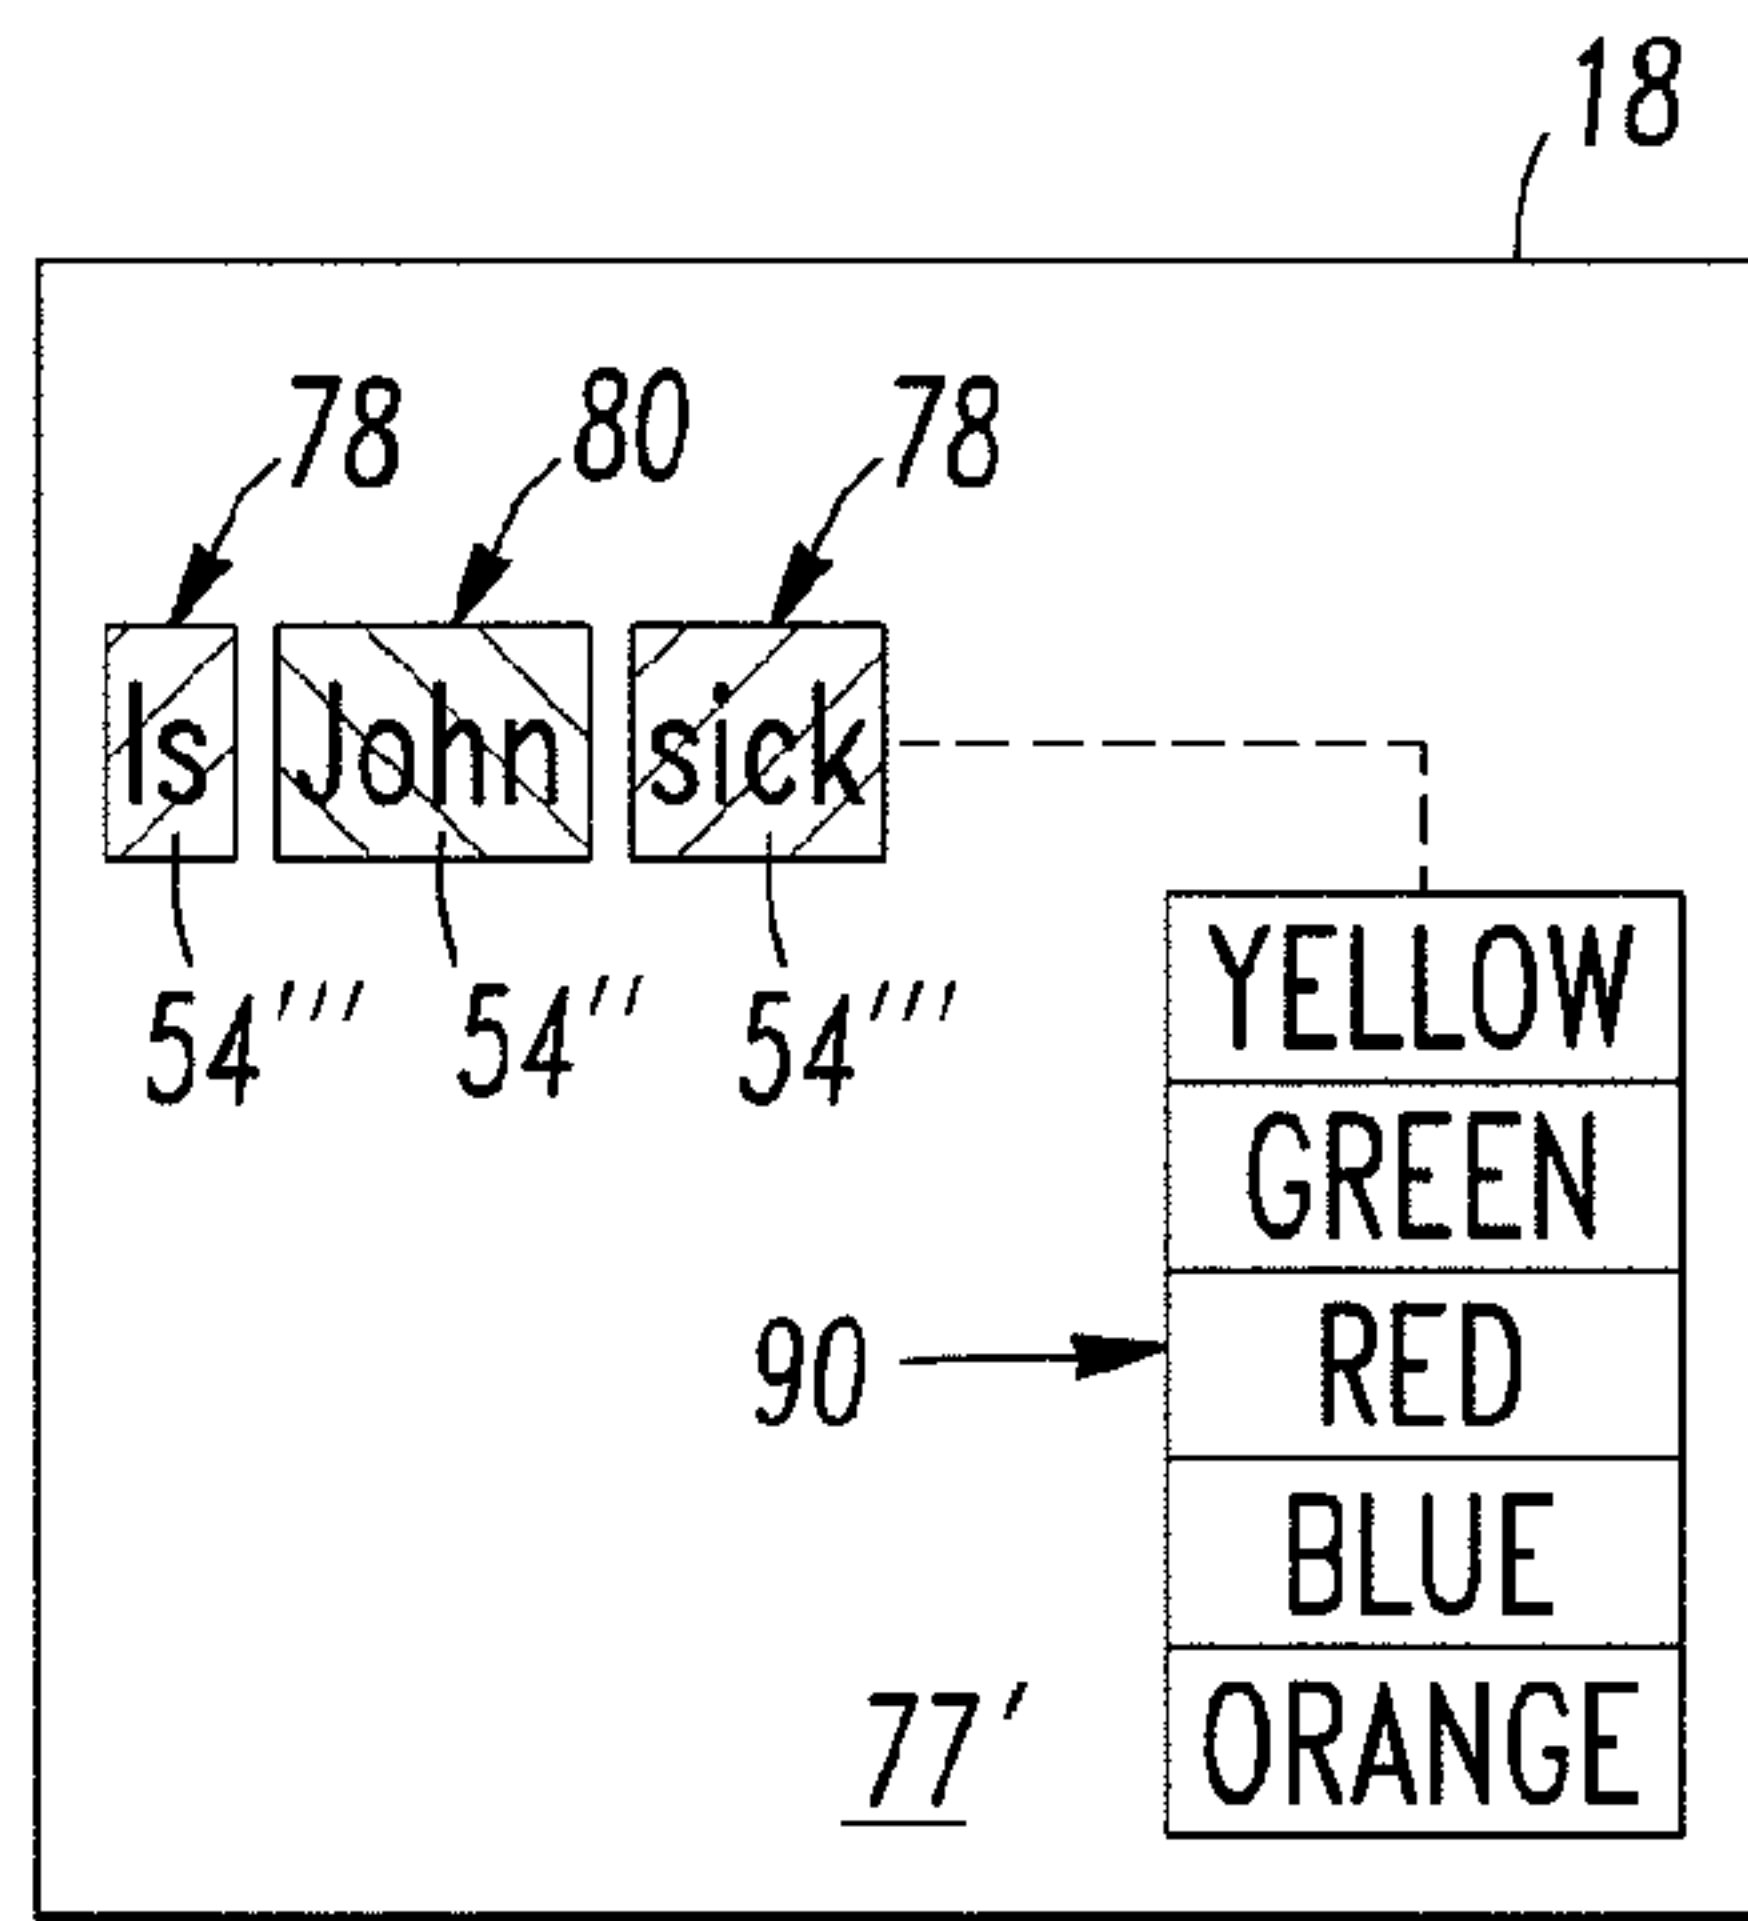 18
78 80 78
Is John sick
54''' 54'' 54'''
YELLOW
GREEN
RED
90
BLUE
ORANGE
77'